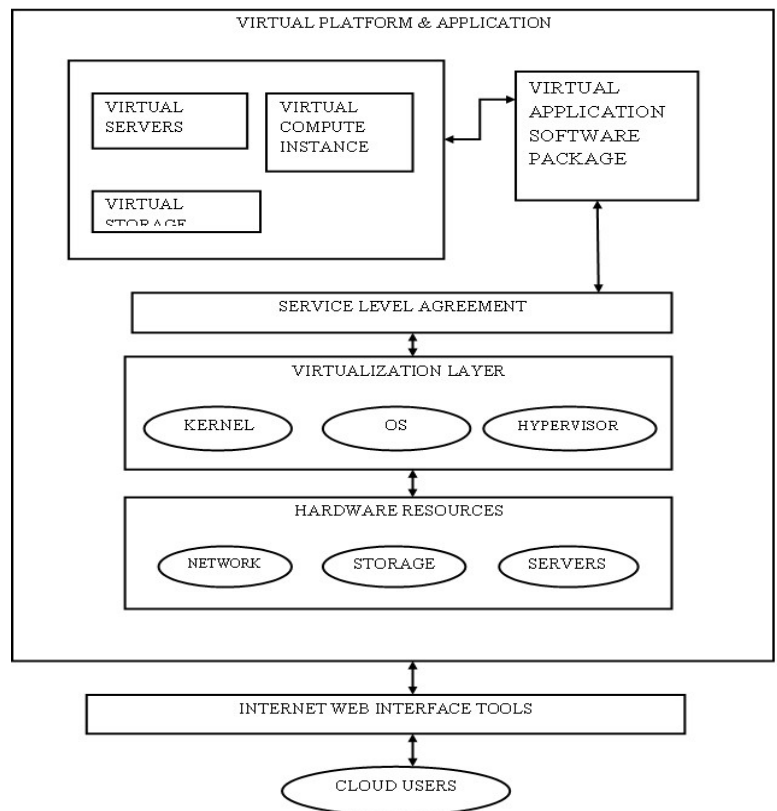 VIRTUAL PLATFORM & APPLICATION
VIRTUAL
SERVERS
VIRTUAL
COMPUTE
INSTANCE
VIRTUAL
STORAGE
VIRTUAL
APPLICATION
SOFTWARE
PACKAGE
SERVICE LEVEL AGREEMENT
VIRTUALIZATION LAYER
KERNEL
OS
HYPERVISOR
HARDWARE RESOURCES
NETWORK
STORAGE
SERVERS
INTERNET WEB INTERFACE TOOLS
CLOUD USERS